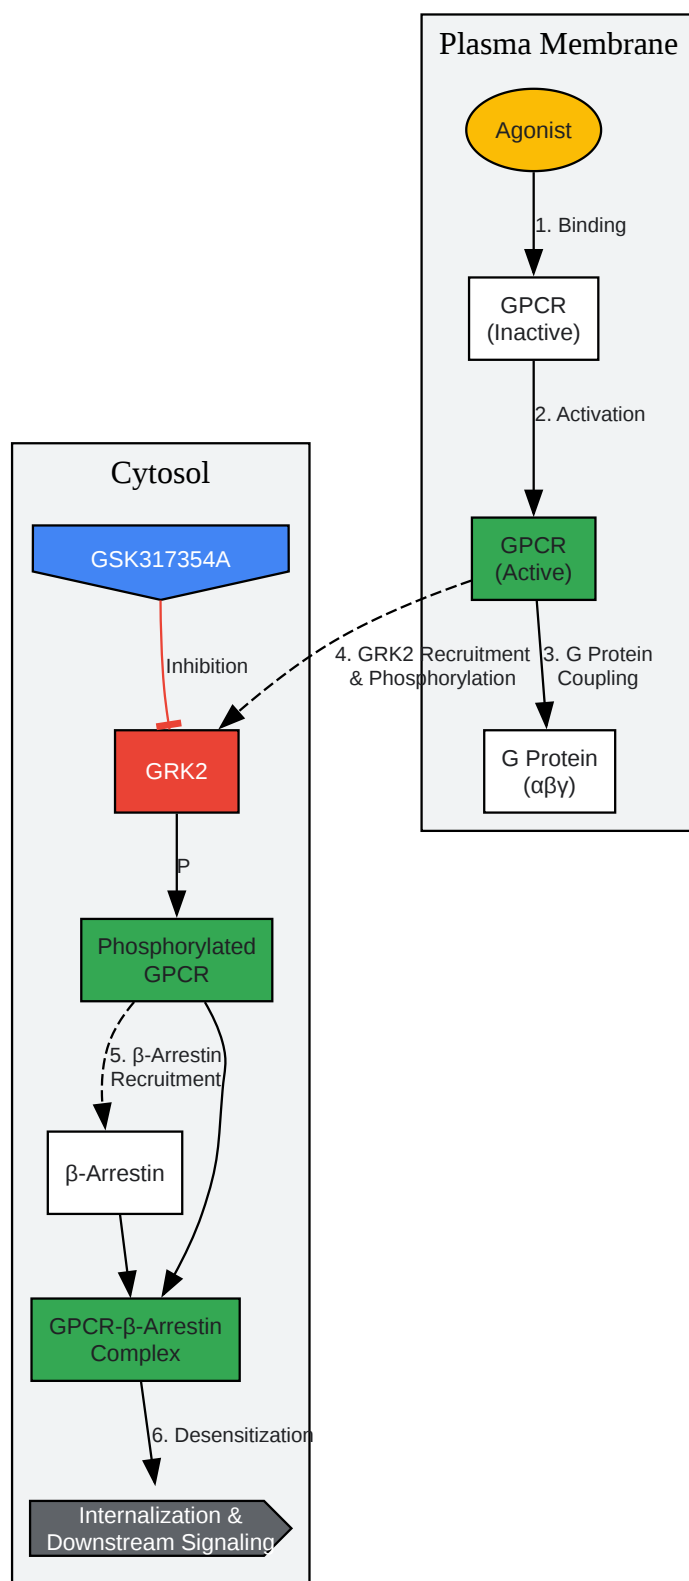 Plasma Membrane
Agonist
1. Binding
GPCR
(Inactive)
2. Activation
GPCR
(Active)
3. G Protein
Coupling
G Protein
(αβγ)
4. GRK2 Recruitment
& Phosphorylation
Cytosol
GSK317354A
Inhibition
GRK2
P
Phosphorylated
GPCR
5. β-Arrestin
Recruitment
β-Arrestin
GPCR-β-Arrestin
Complex
6. Desensitization
Internalization &
Downstream Signaling